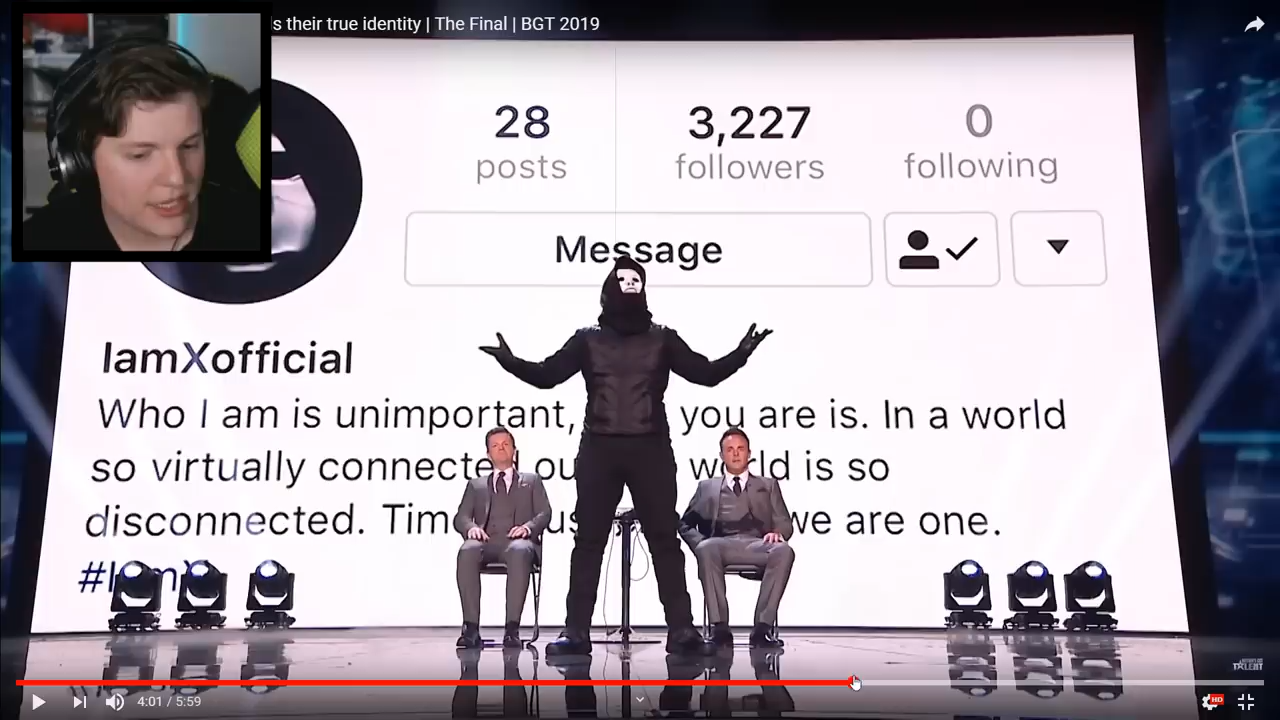 s their true identity | The Final | BGT 2019
28
3,227
0
posts
followers
following
Message
IamXofficial
Who I am is unimportant, you are is. In a world
so virtually connected world is so
disconnected. we are one.
4:01 / 5:59
HD
TALENT